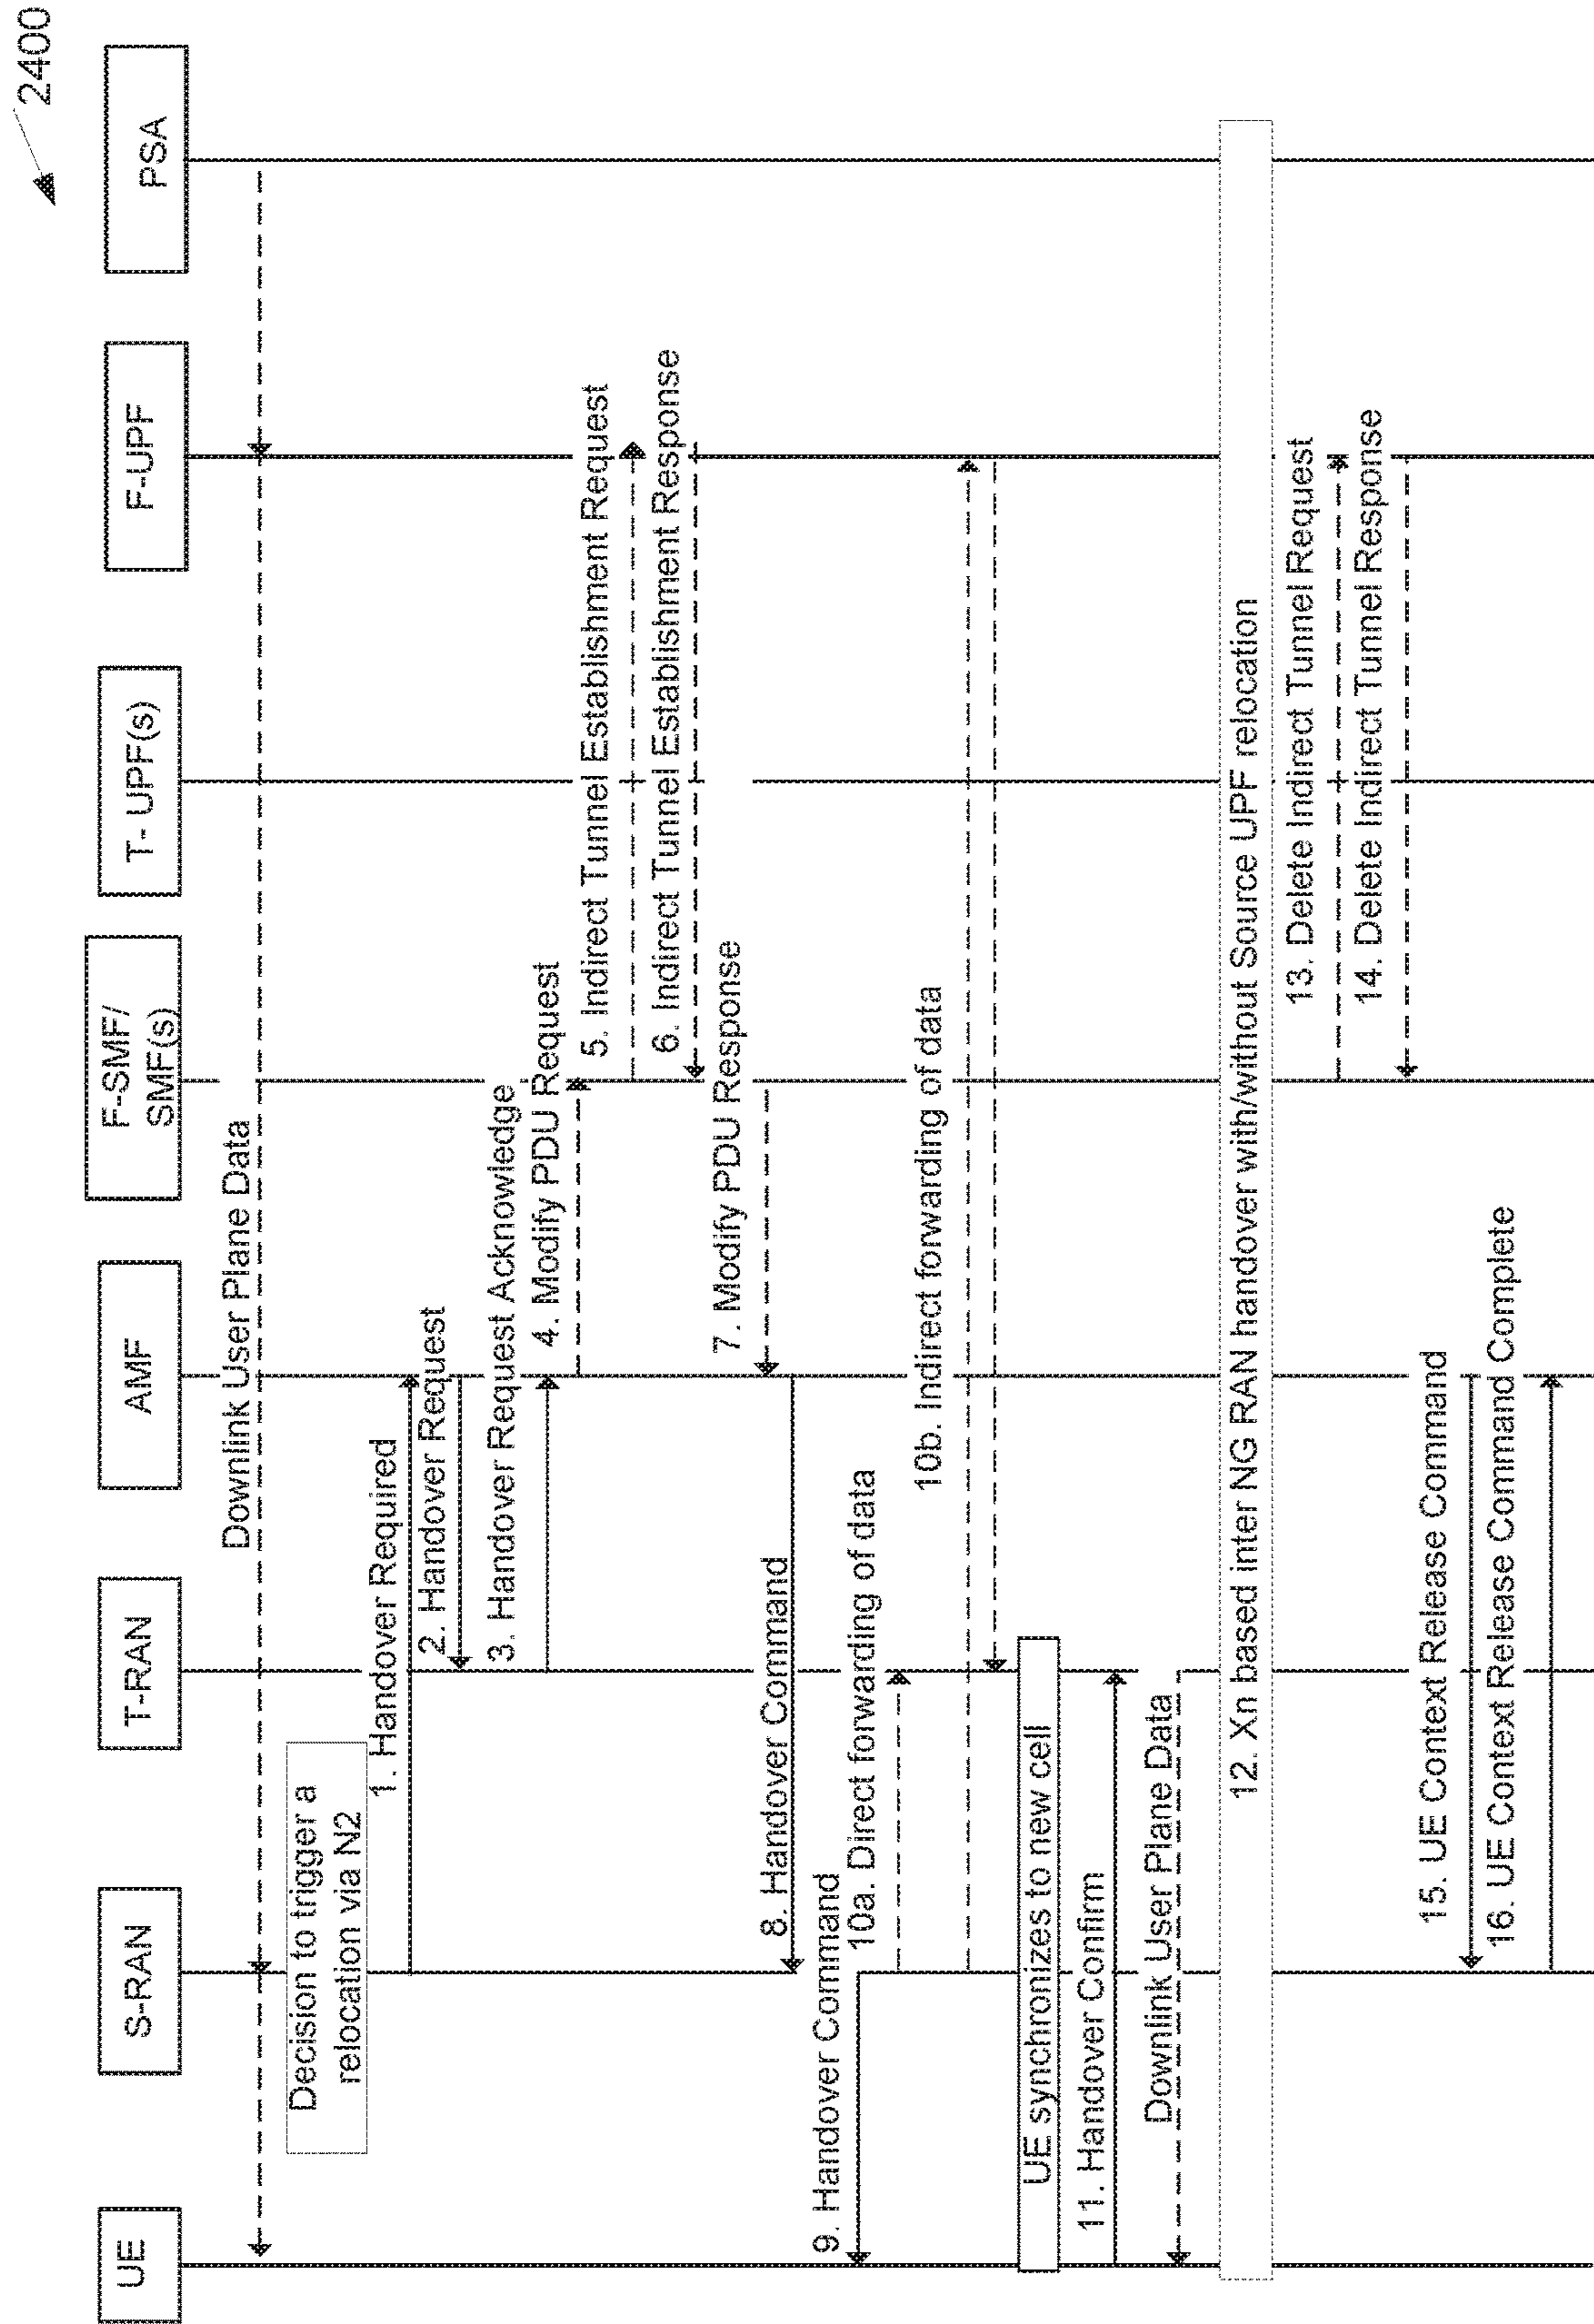 2400
UE
S-RAN
T-RAN
AMF
F-SMF/
SMF(s)
T- UPF(s)
F-UPF
PSA
Downlink User Plane Data
Decision to trigger a
relocation via N2
1. Handover Required
2. Handover Request
3. Handover Request Acknowledge
4. Modify PDU Request
5. Indirect Tunnel Establishment Request
6. Indirect Tunnel Establishment Response
7. Modify PDU Response
8. Handover Command
9. Handover Command
10a. Direct forwarding of data
10b. Indirect forwarding of data
UE synchronizes to new cell
11. Handover Confirm
Downlink User Plane Data
12. Xn based inter NG RAN handover with/without Source UPF relocation
13. Delete Indirect Tunnel Request
14. Delete Indirect Tunnel Response
15. UE Context Release Command
16. UE Context Release Command Complete